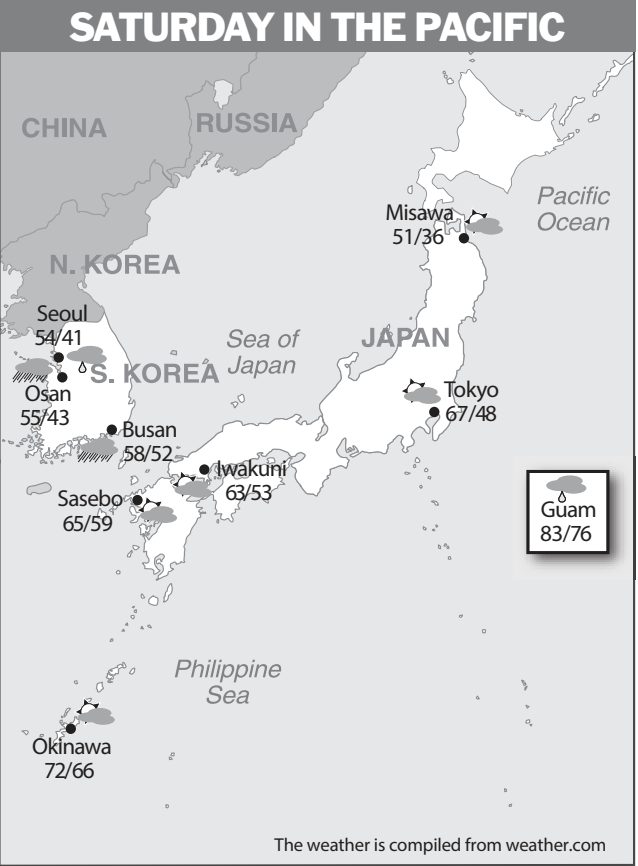 SATURDAY IN THE PACIFIC
CHINA
RUSSIA
Pacific
Ocean
Misawa
51/36
N. KOREA
Seoul
54/41
Sea of
Japan
JAPAN
S. KOREA
Osan
55/43
Tokyo
67/48
Busan
58/52
Iwakuni
63/53
Sasebo
65/59
Guam
83/76
Philippine
Sea
Okinawa
72/66
The weather is compiled from weather.com